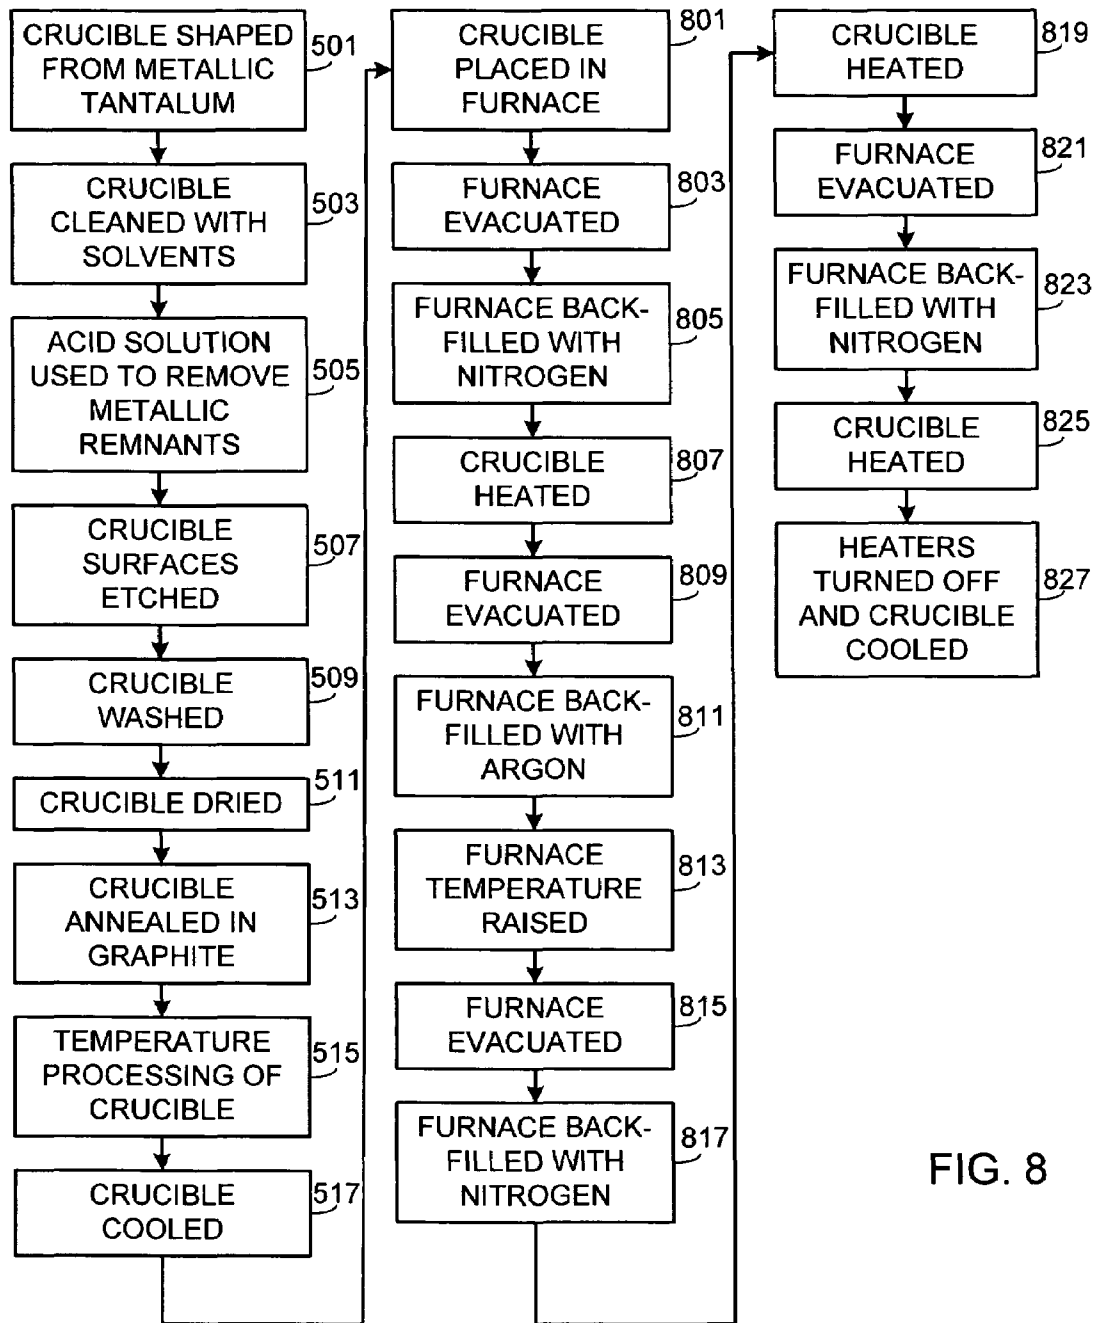 CRUCIBLE SHAPED
FROM METALLIC
TANTALUM
501
CRUCIBLE
CLEANED WITH
SOLVENTS
503
ACID SOLUTION
USED TO REMOVE
METALLIC
REMNANTS
505
CRUCIBLE
SURFACES
ETCHED
507
CRUCIBLE
WASHED
509
CRUCIBLE DRIED
511
CRUCIBLE
ANNEALED IN
GRAPHITE
513
TEMPERATURE
PROCESSING OF
CRUCIBLE
515
CRUCIBLE
COOLED
517
CRUCIBLE
PLACED IN
FURNACE
801
FURNACE
EVACUATED
803
FURNACE BACK-
FILLED WITH
NITROGEN
805
CRUCIBLE
HEATED
807
FURNACE
EVACUATED
809
FURNACE BACK-
FILLED WITH
ARGON
811
FURNACE
TEMPERATURE
RAISED
813
FURNACE
EVACUATED
815
FURNACE BACK-
FILLED WITH
NITROGEN
817
CRUCIBLE
HEATED
819
FURNACE
EVACUATED
821
FURNACE BACK-
FILLED WITH
NITROGEN
823
CRUCIBLE
HEATED
825
HEATERS
TURNED OFF
AND CRUCIBLE
COOLED
827
FIG. 8